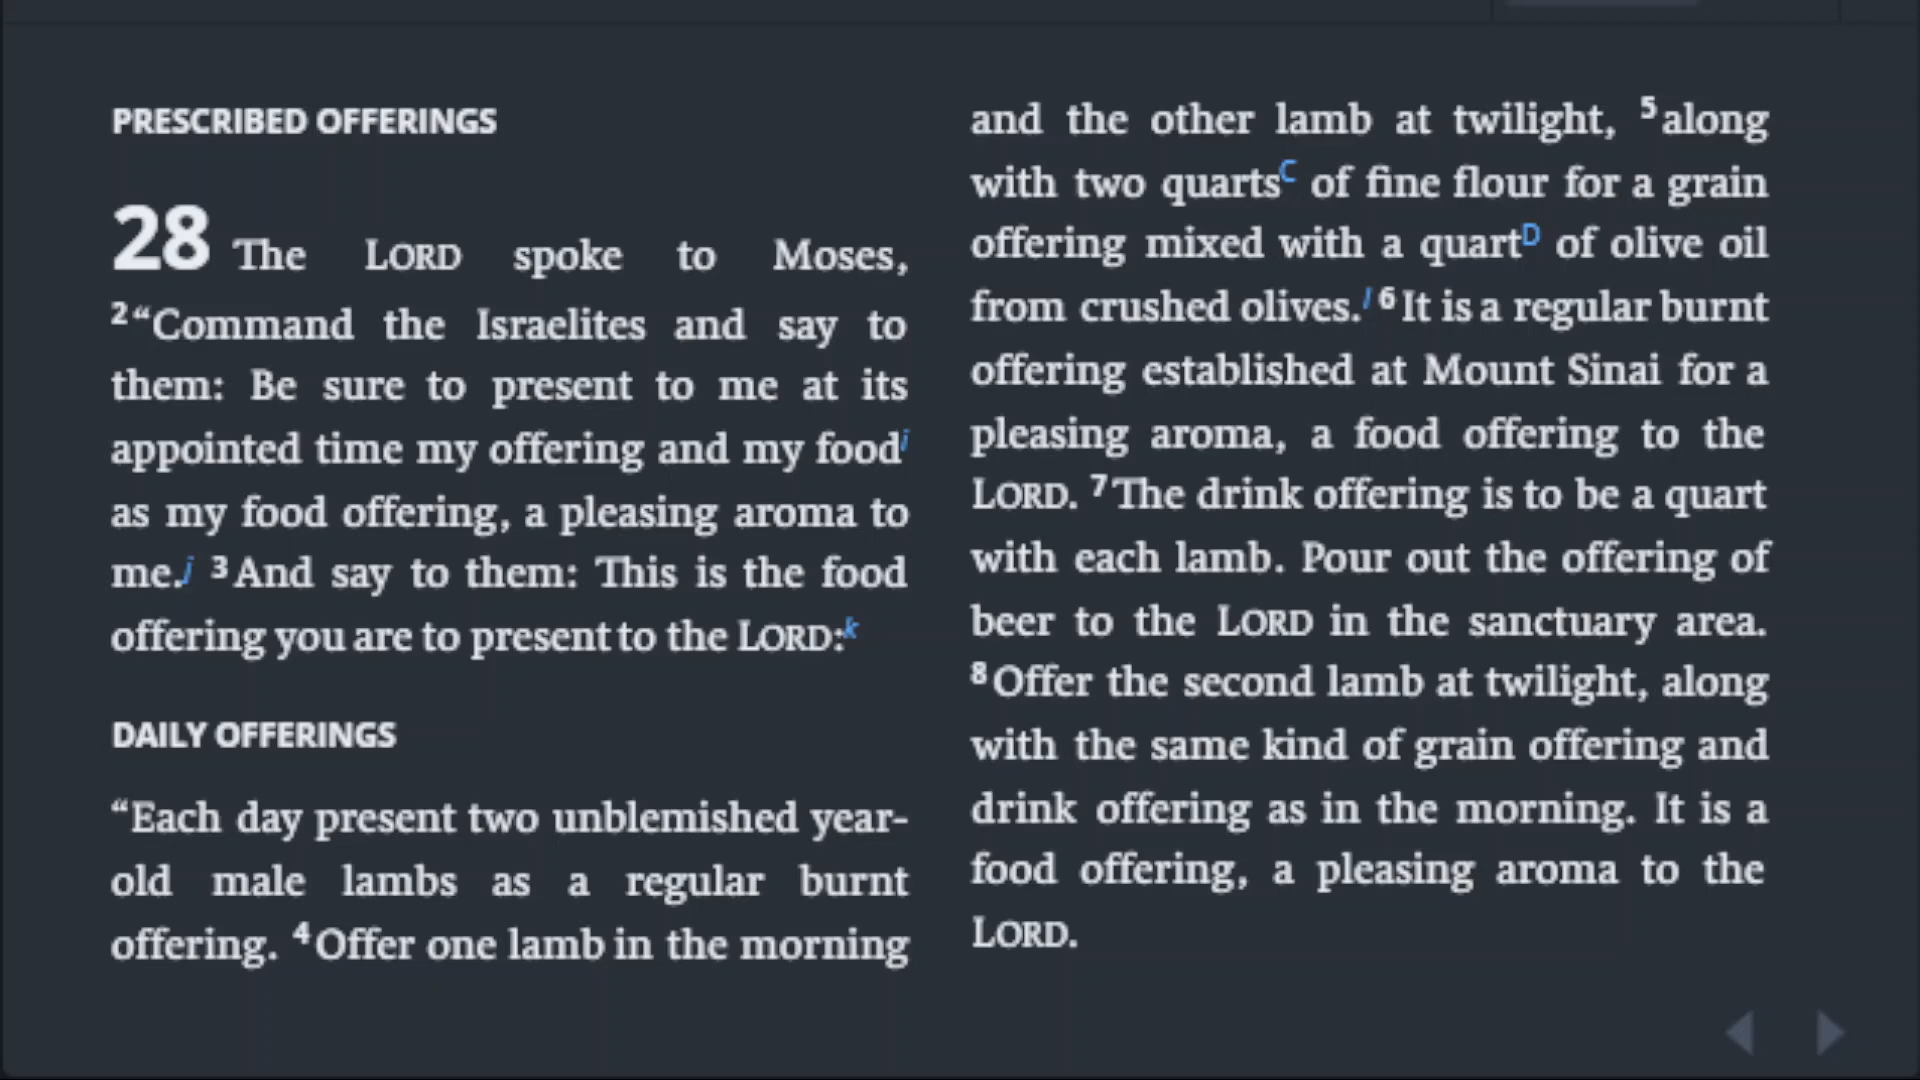 PRESCRIBED OFFERINGS
28 The LORD spoke to Moses,
2 “Command the Israelites and say to
them: Be sure to present to me at its
appointed time my offering and my food i
as my food offering, a pleasing aroma to
me. j 3 And say to them: This is the food
offering you are to present to the LORD: k
DAILY OFFERINGS
“Each day present two unblemished year-
old male lambs as a regular burnt
offering. 4 Offer one lamb in the morning
and the other lamb at twilight, 5 along
with two quarts C of fine flour for a grain
offering mixed with a quart D of olive oil
from crushed olives. l 6 It is a regular burnt
offering established at Mount Sinai for a
pleasing aroma, a food offering to the
LORD. 7 The drink offering is to be a quart
with each lamb. Pour out the offering of
beer to the LORD in the sanctuary area.
8 Offer the second lamb at twilight, along
with the same kind of grain offering and
drink offering as in the morning. It is a
food offering, a pleasing aroma to the
LORD.